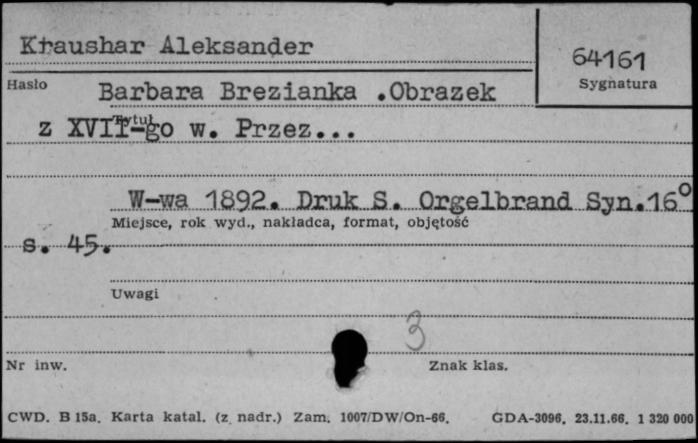 Kraushar Aleksander
64161
Hasło
Sygnatura
Barbara Brezianka .Obrazek
Tytuł
z XVII-go w. Przez...
W-wa 1892. Druk S. Orgelbrand Syn.16°
Miejsce, rok wyd., nakładca, format, objętość
s. 45.
Uwagi
3
Nr inw.
Znak klas.
CWD. B 15a. Karta katal. (z nadr.) Zam. 1007/DW/On-66. GDA-3096. 23.11.66. 1 320 000